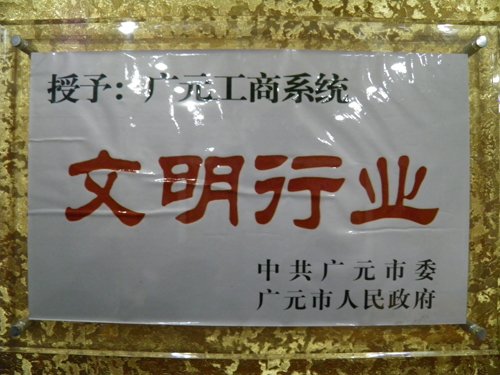 授予：广元工商系统
文明行业
中共广元市委
广元市人民政府